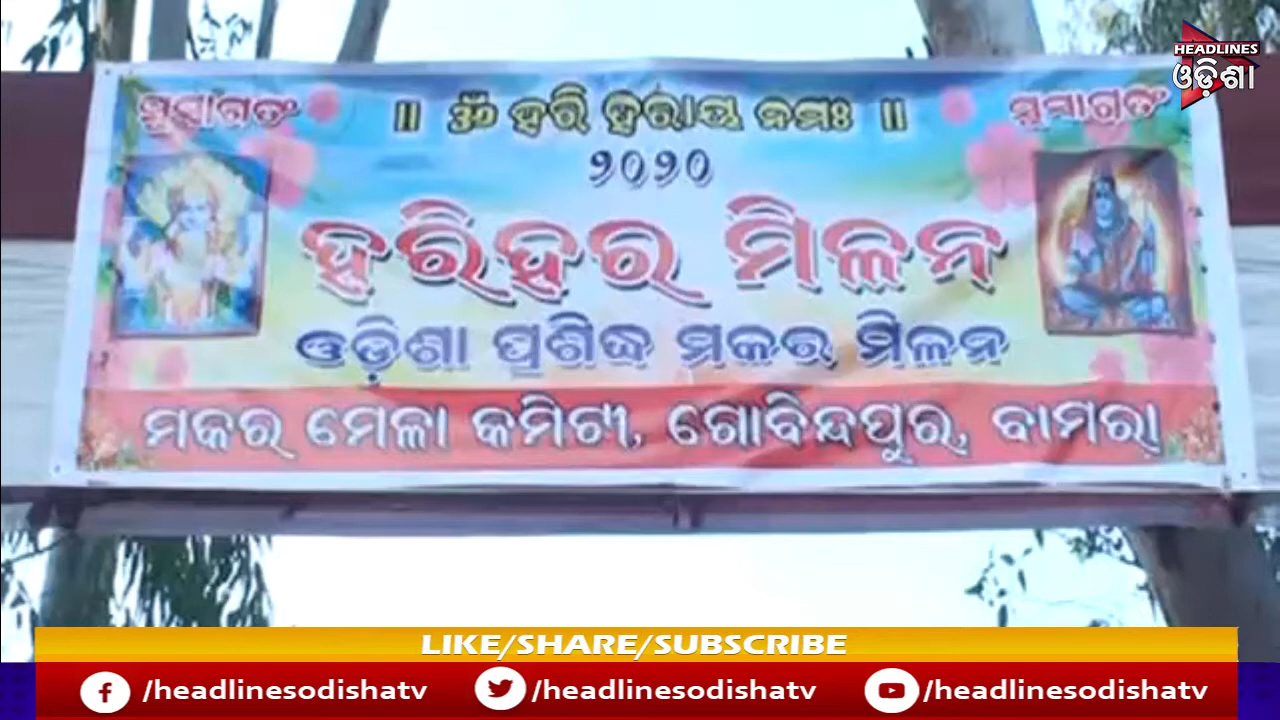 HEADLINES
ଓଡ଼ିଶା
ସୁସ୍ୱାଗତଂ ॥ ଓଁ ହରି ହରାୟ ନମଃ ॥ ସୁସ୍ୱାଗତଂ
୨୦୨୦
ହରିହର ମିଳନ
ଓଡ଼ିଶା ପ୍ରଶିଦ୍ଧ ମକର ମିଳନ
ମକର ମେଳା କମିଟୀ, ଗୋବିନ୍ଦପୁର, ବାମରା
LIKE/SHARE/SUBSCRIBE
/headlinesodishatv /headlinesodishatv /headlinesodishatv